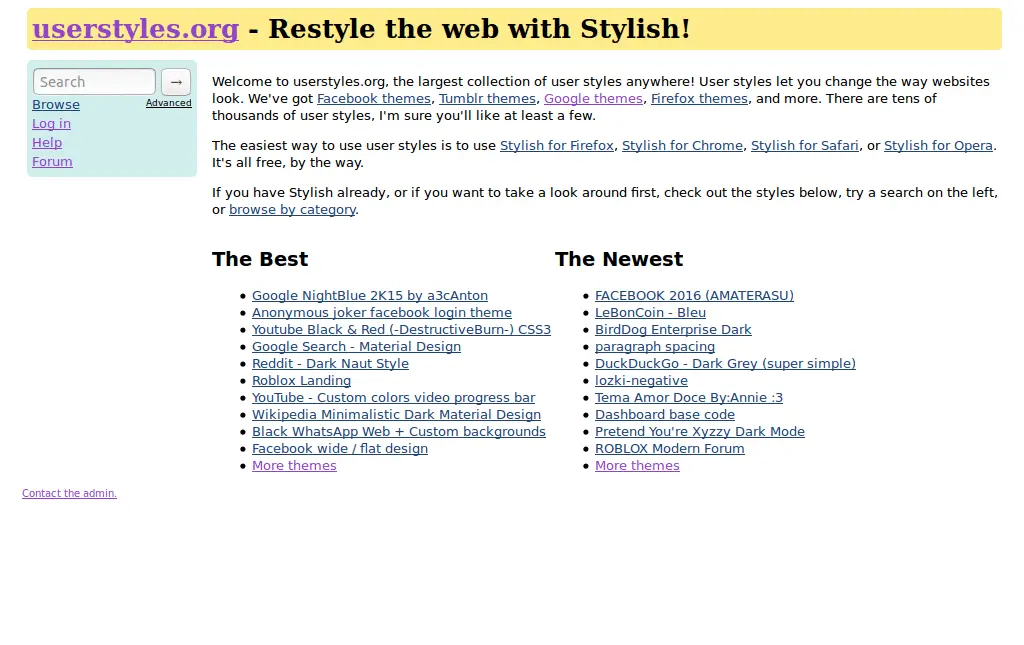 userstyles.org - Restyle the web with Stylish!
Search →
Browse Advanced
Log in
Help
Forum
Welcome to userstyles.org, the largest collection of user styles anywhere! User styles let you change the way websites
look. We've got Facebook themes, Tumblr themes, Google themes, Firefox themes, and more. There are tens of
thousands of user styles, I'm sure you'll like at least a few.
The easiest way to use user styles is to use Stylish for Firefox, Stylish for Chrome, Stylish for Safari, or Stylish for Opera.
It's all free, by the way.
If you have Stylish already, or if you want to take a look around first, check out the styles below, try a search on the left,
or browse by category.
The Best
Google NightBlue 2K15 by a3cAnton
Anonymous joker facebook login theme
Youtube Black & Red (-DestructiveBurn-) CSS3
Google Search - Material Design
Reddit - Dark Naut Style
Roblox Landing
YouTube - Custom colors video progress bar
Wikipedia Minimalistic Dark Material Design
Black WhatsApp Web + Custom backgrounds
Facebook wide / flat design
More themes
The Newest
FACEBOOK 2016 (AMATERASU)
LeBonCoin - Bleu
BirdDog Enterprise Dark
paragraph spacing
DuckDuckGo - Dark Grey (super simple)
lozki-negative
Tema Amor Doce By:Annie :3
Dashboard base code
Pretend You're Xyzzy Dark Mode
ROBLOX Modern Forum
More themes
Contact the admin.